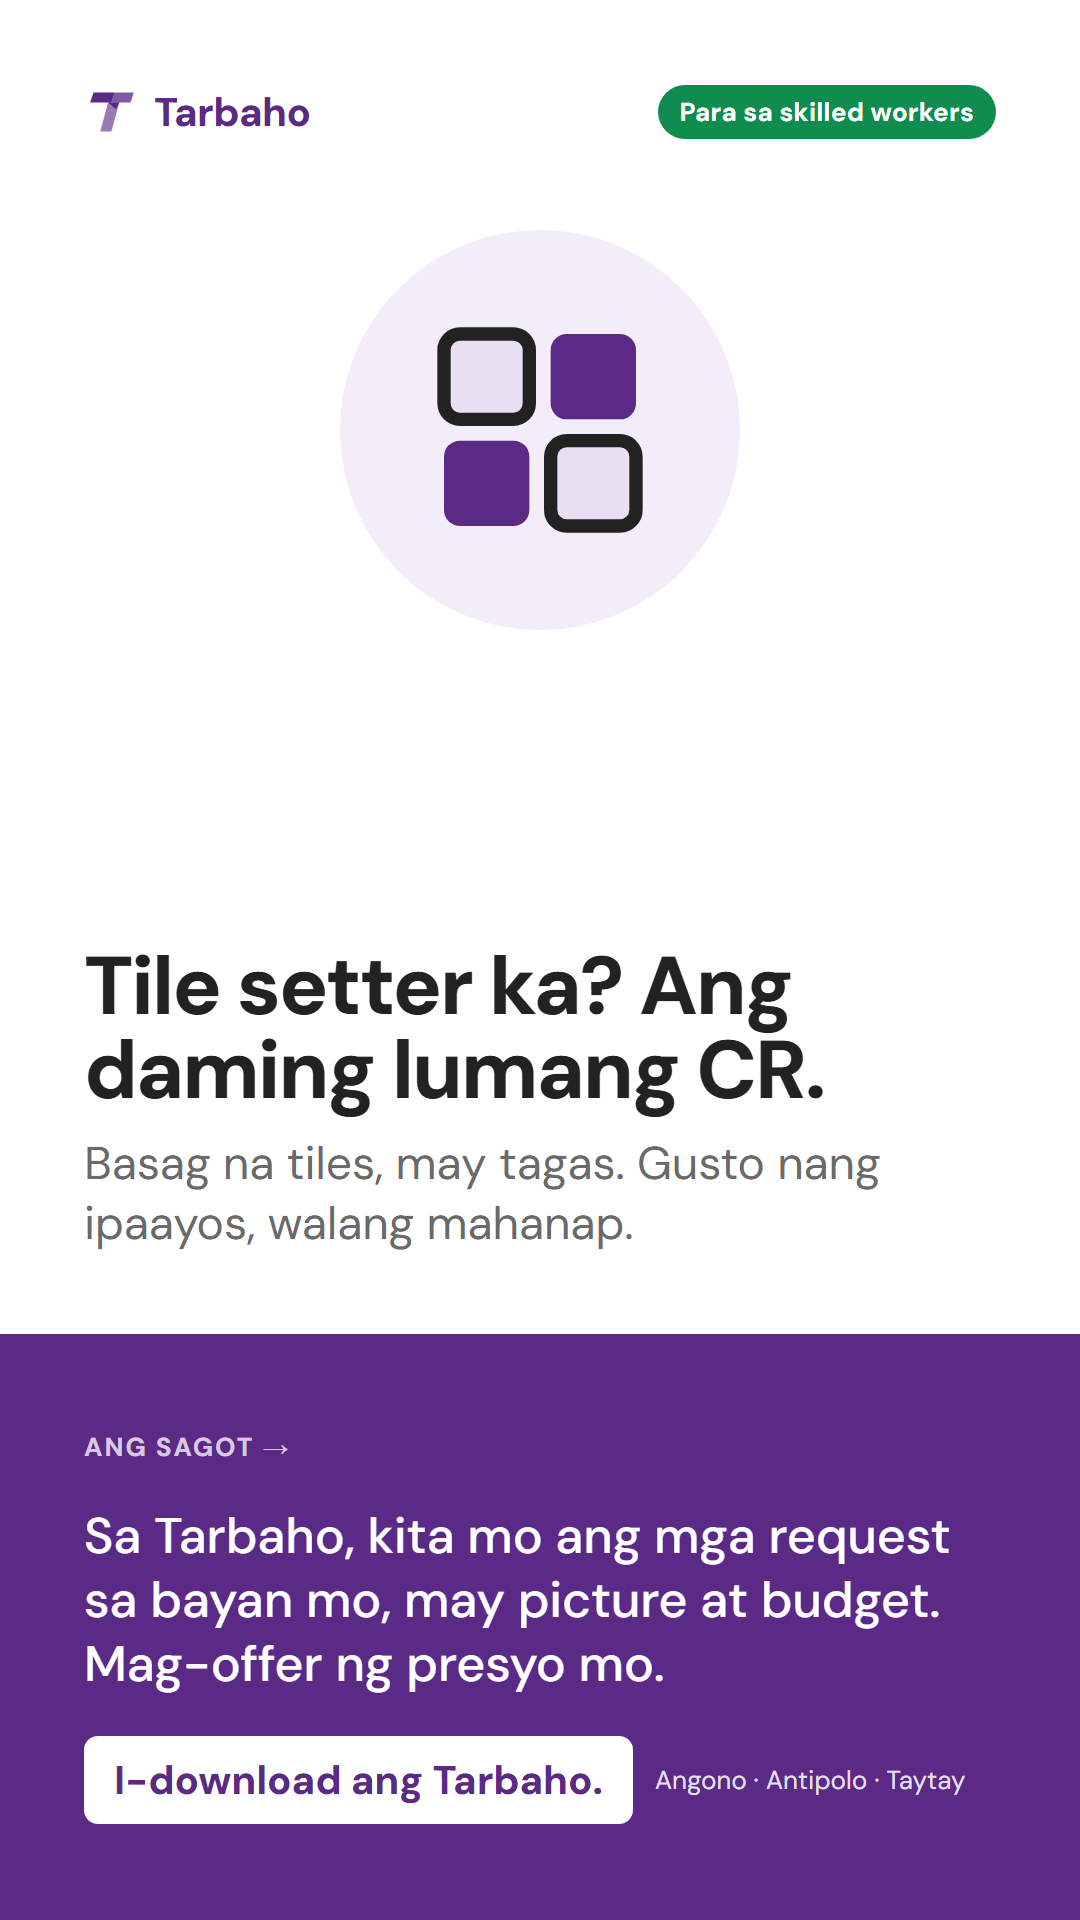 Tarbaho
Para sa skilled workers
Tile setter ka? Ang
daming lumang CR.
Basag na tiles, may tagas. Gusto nang
ipaayos, walang mahanap.
ANG SAGOT →
Sa Tarbaho, kita mo ang mga request
sa bayan mo, may picture at budget.
Mag-offer ng presyo mo.
I-download ang Tarbaho.
Angono · Antipolo · Taytay